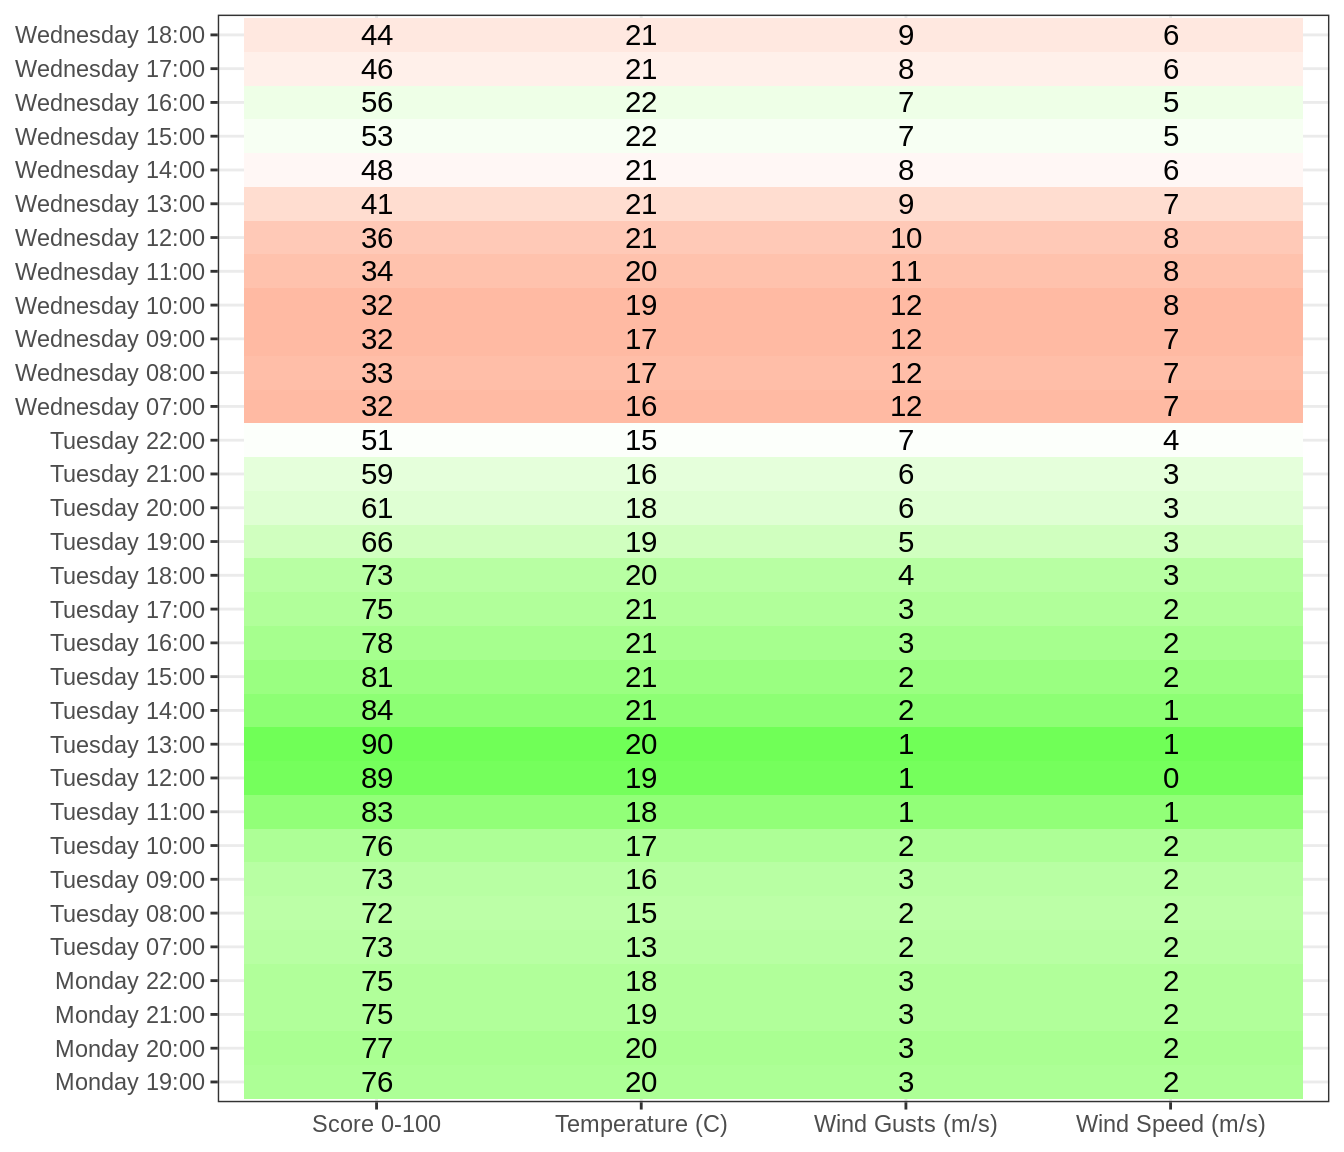 Wednesday 18:00 44 21 9 6
Wednesday 17:00 46 21 8 6
Wednesday 16:00 56 22 7 5
Wednesday 15:00 53 22 7 5
Wednesday 14:00 48 21 8 6
Wednesday 13:00 41 21 9 7
Wednesday 12:00 36 21 10 8
Wednesday 11:00 34 20 11 8
Wednesday 10:00 32 19 12 8
Wednesday 09:00 32 17 12 7
Wednesday 08:00 33 17 12 7
Wednesday 07:00 32 16 12 7
Tuesday 22:00 51 15 7 4
Tuesday 21:00 59 16 6 3
Tuesday 20:00 61 18 6 3
Tuesday 19:00 66 19 5 3
Tuesday 18:00 73 20 4 3
Tuesday 17:00 75 21 3 2
Tuesday 16:00 78 21 3 2
Tuesday 15:00 81 21 2 2
Tuesday 14:00 84 21 2 1
Tuesday 13:00 90 20 1 1
Tuesday 12:00 89 19 1 0
Tuesday 11:00 83 18 1 1
Tuesday 10:00 76 17 2 2
Tuesday 09:00 73 16 3 2
Tuesday 08:00 72 15 2 2
Tuesday 07:00 73 13 2 2
Monday 22:00 75 18 3 2
Monday 21:00 75 19 3 2
Monday 20:00 77 20 3 2
Monday 19:00 76 20 3 2
Score 0-100 Temperature (C) Wind Gusts (m/s) Wind Speed (m/s)